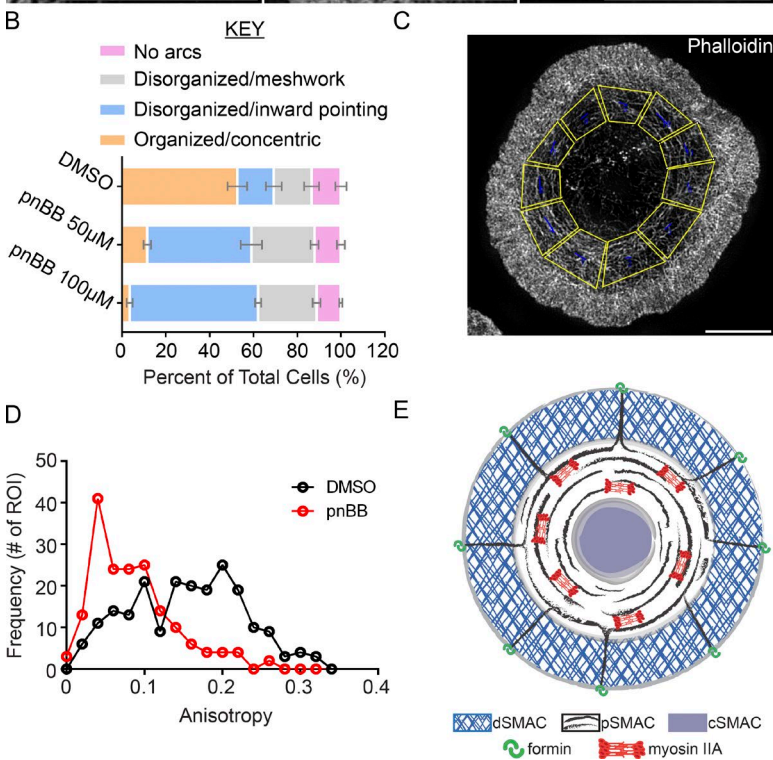 B
KEY
No arcs
Disorganized/meshwork
Disorganized/inward pointing
Organized/concentric
DMSO
pnBB 50µM
pnBB 100µM
0 20 40 60 80 100 120
Percent of Total Cells (%)
C
Phalloidin
D
50
40
30
20
10
0
DMSO
pnBB
Frequency (# of ROI)
0 0.1 0.2 0.3 0.4
Anisotropy
E
dSMAC pSMAC cSMAC
formin myosin IIA